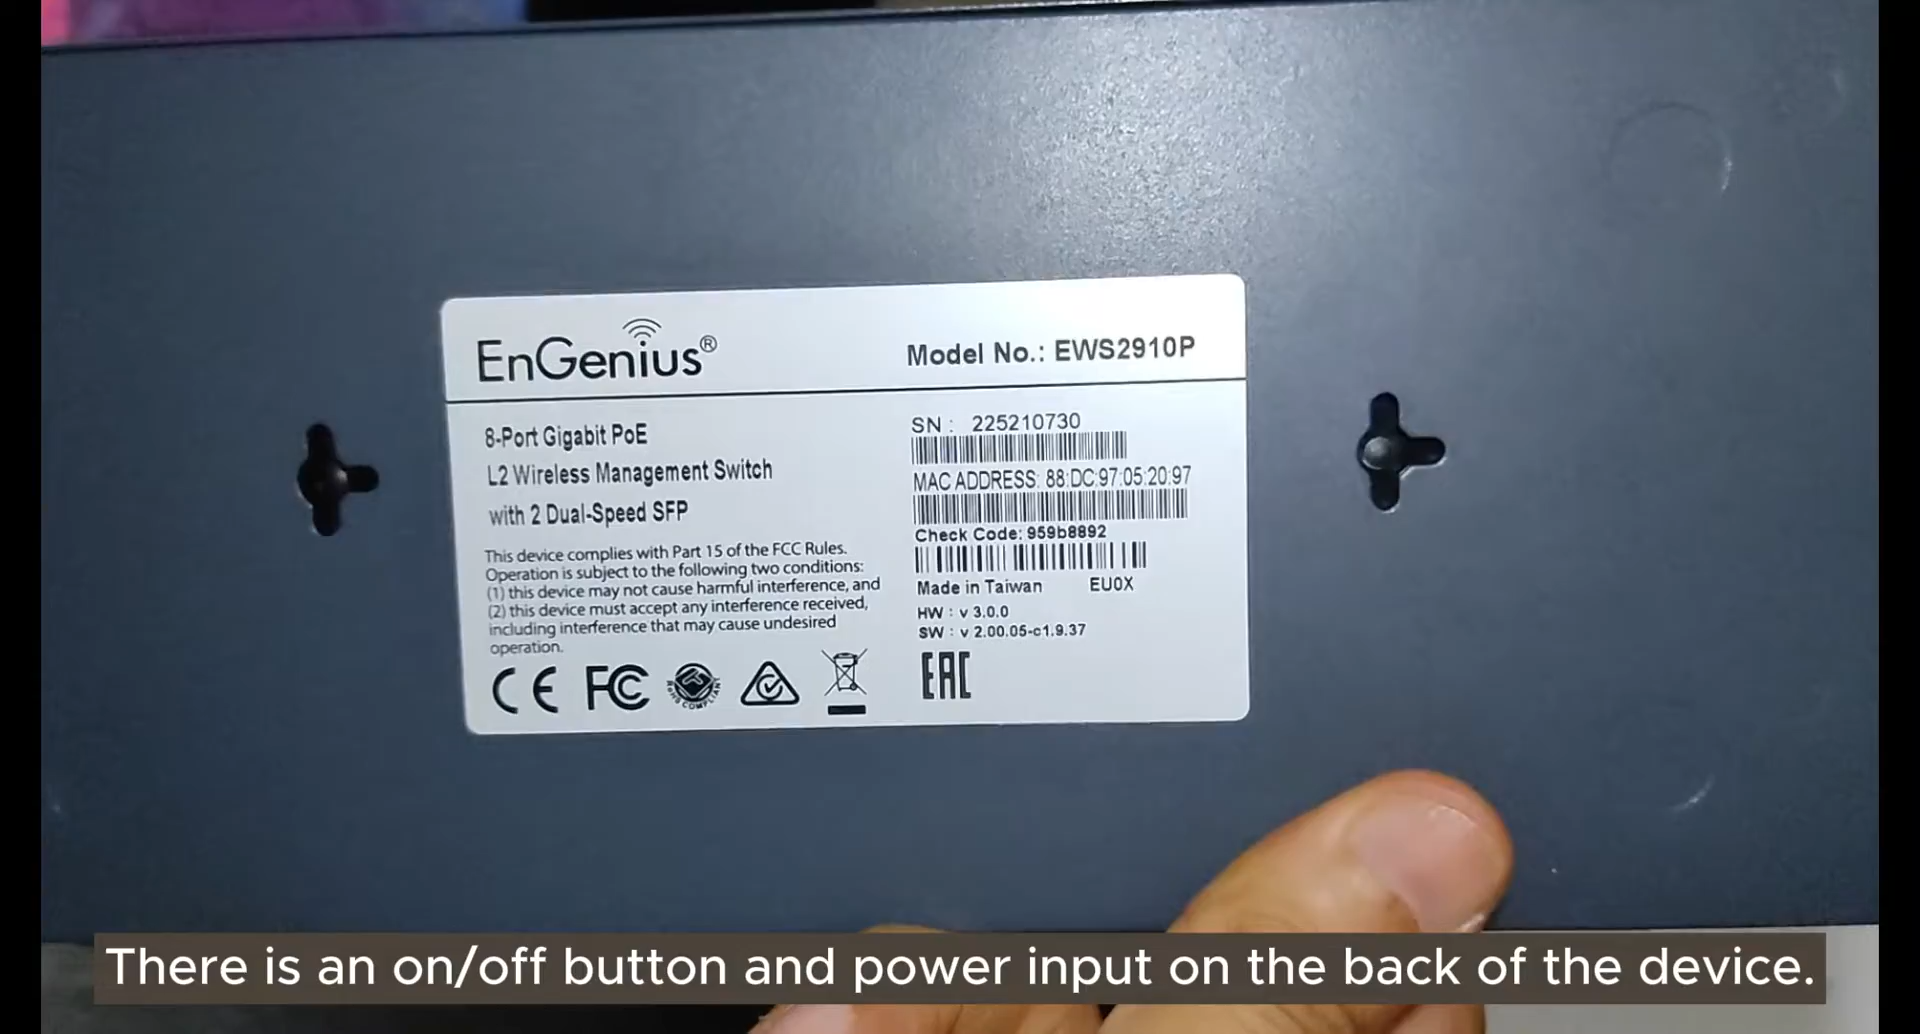 EnGenius®
Model No.: EWS2910P
8-Port Gigabit PoE
L2 Wireless Management Switch
with 2 Dual-Speed SFP
This device complies with Part 15 of the FCC Rules.
Operation is subject to the following two conditions:
(1) this device may not cause harmful interference, and
(2) this device must accept any interference received,
including interference that may cause undesired
operation.
CE FC RoHS COMPLIANT
SN : 225210730
MAC ADDRESS: 88:DC:97:05:20:97
Check Code: 959b8892
Made in Taiwan EU0X
HW : v 3.0.0
SW : v 2.00.05-c1.9.37
EAC
There is an on/off button and power input on the back of the device.